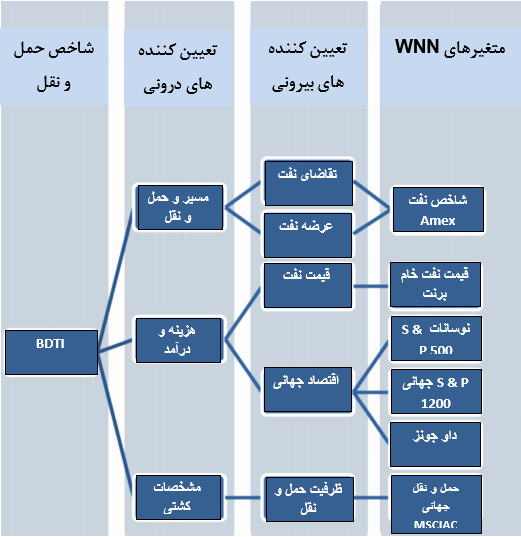 متغیرهای WNN
تعیین کننده
های بیرونی
تعیین کننده
های درونی
شاخص حمل
و نقل
تقاضای نفت
عرضه نفت
قیمت نفت
اقتصاد جهانی
ظرفیت حمل و
نقل
شاخص نفت
Amex
قیمت نفت خام
برنت
نوسانات S &
P 500
S & P جهانی
1200
داو جونز
حمل و نقل
جهانی
MSCIAC
مسیر و حمل
و نقل
هزینه و
درآمد
مشخصات
کشتی
BDTI